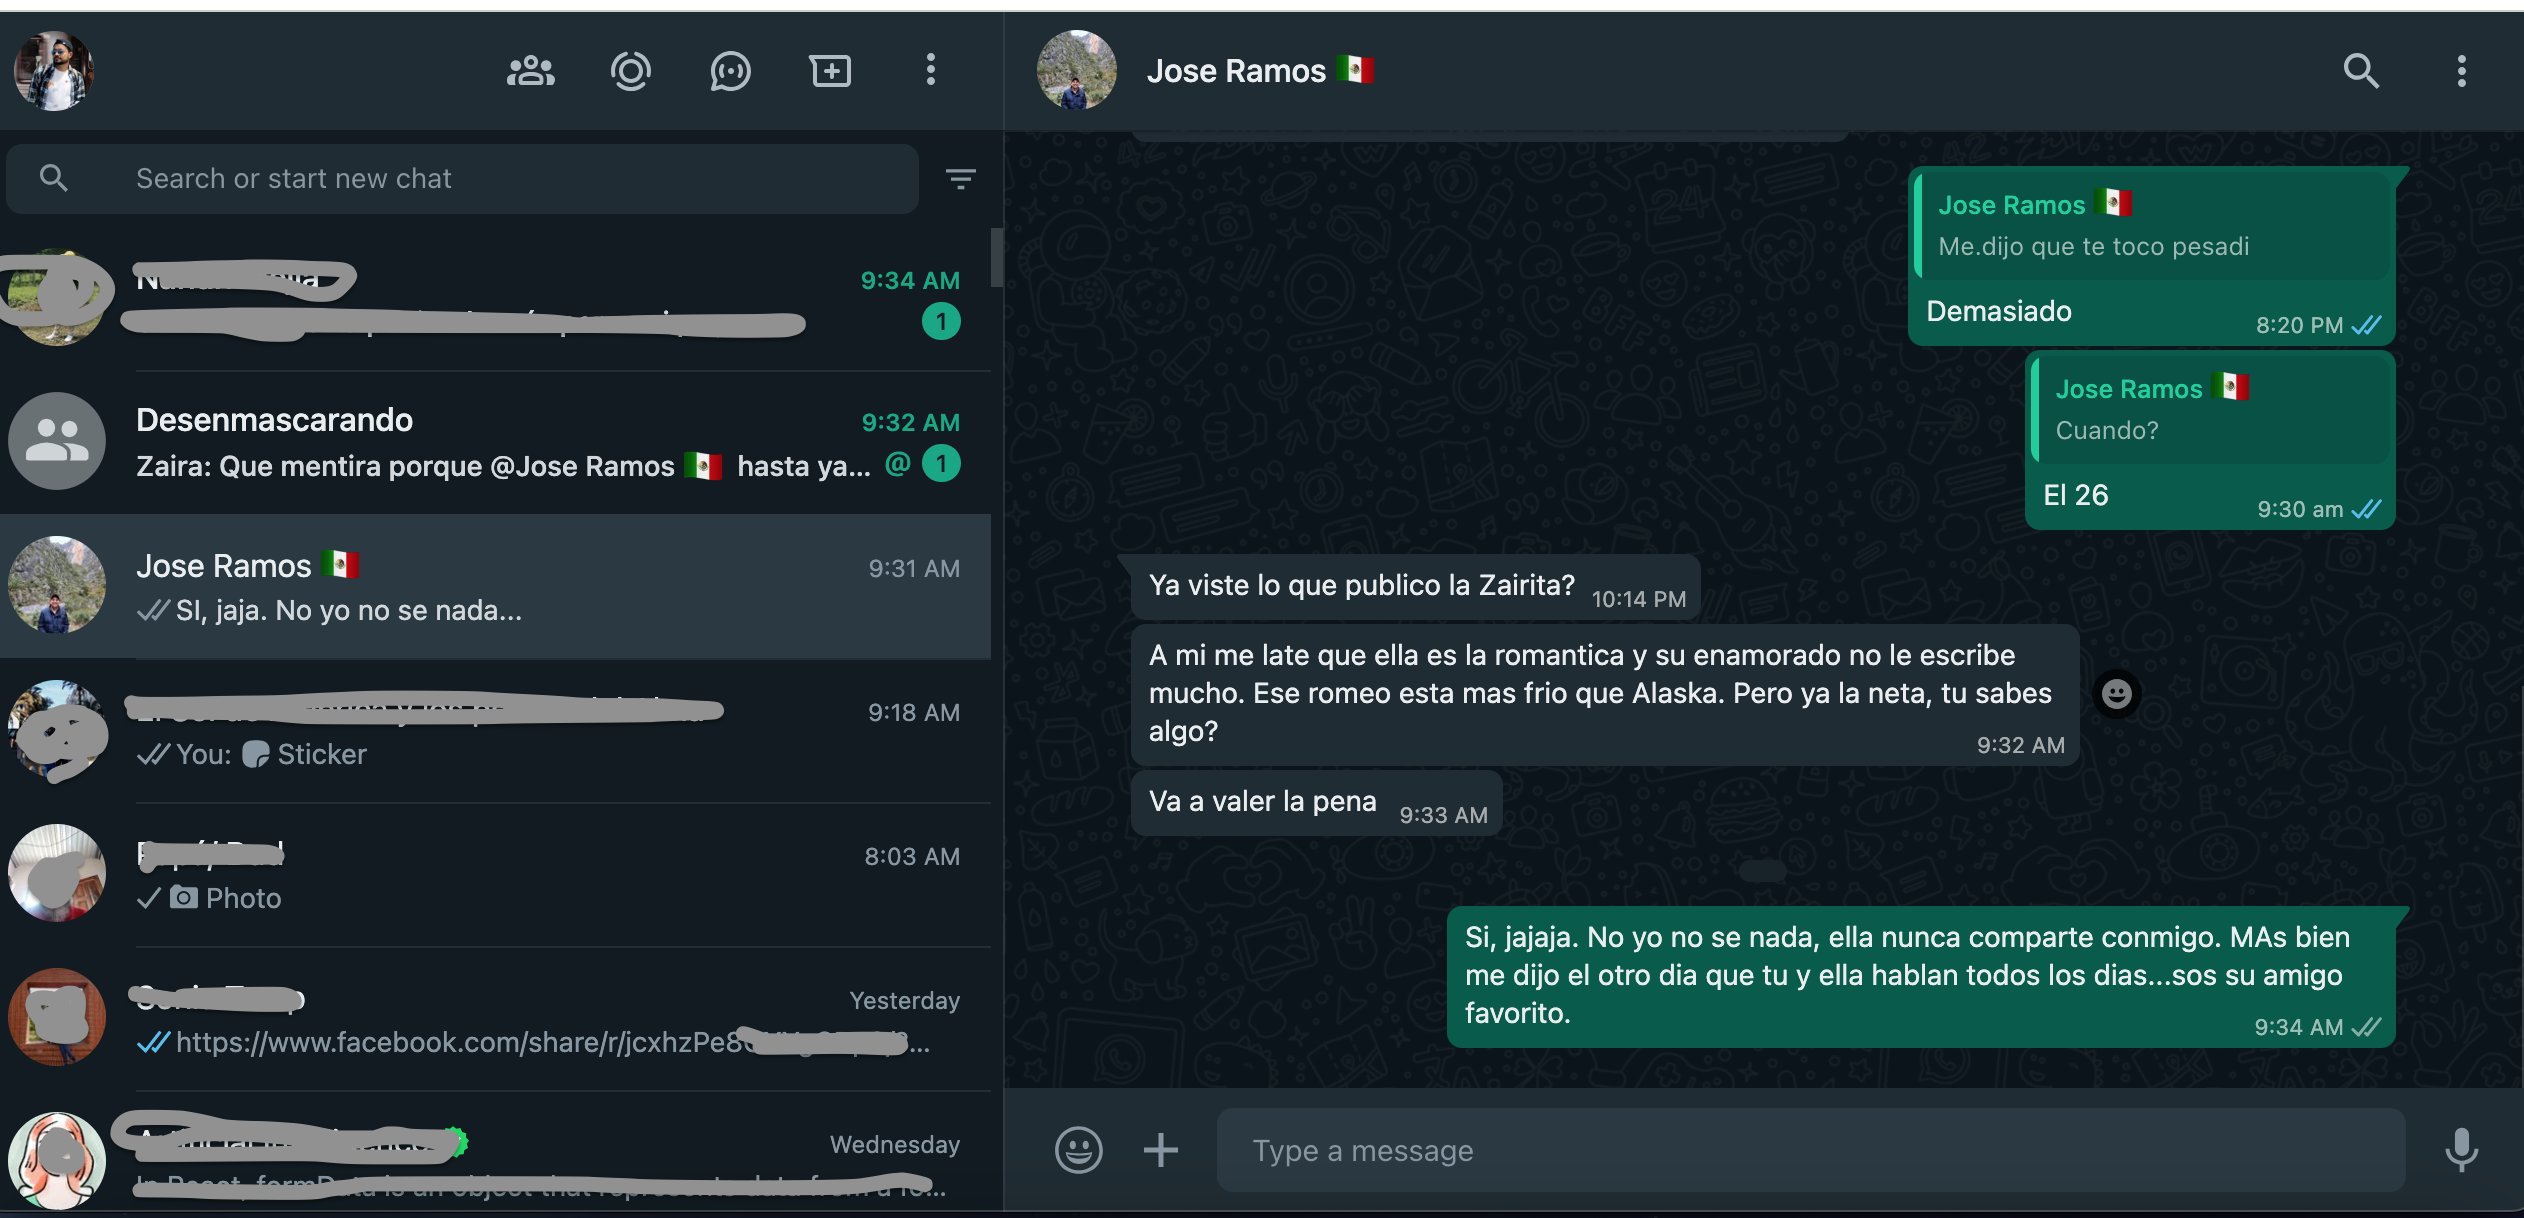 Search or start new chat
9:34 AM
1
Desenmascarando
9:32 AM
Zaira: Que mentira porque @Jose Ramos 🇲🇽 hasta ya... @ 1
Jose Ramos 🇲🇽
9:31 AM
SI, jaja. No yo no se nada...
9:18 AM
You: Sticker
8:03 AM
Photo
Yesterday
https://www.facebook.com/share/r/jcxhzPe8
Wednesday
Jose Ramos 🇲🇽
Jose Ramos 🇲🇽
Me.dijo que te toco pesadi
Demasiado
8:20 PM
Jose Ramos 🇲🇽
Cuando?
El 26
9:30 am
Ya viste lo que publico la Zairita?
10:14 PM
A mi me late que ella es la romantica y su enamorado no le escribe
mucho. Ese romeo esta mas frio que Alaska. Pero ya la neta, tu sabes
algo?
9:32 AM
Va a valer la pena
9:33 AM
Si, jajaja. No yo no se nada, ella nunca comparte conmigo. MAs bien
me dijo el otro dia que tu y ella hablan todos los dias...sos su amigo
favorito.
9:34 AM
Type a message